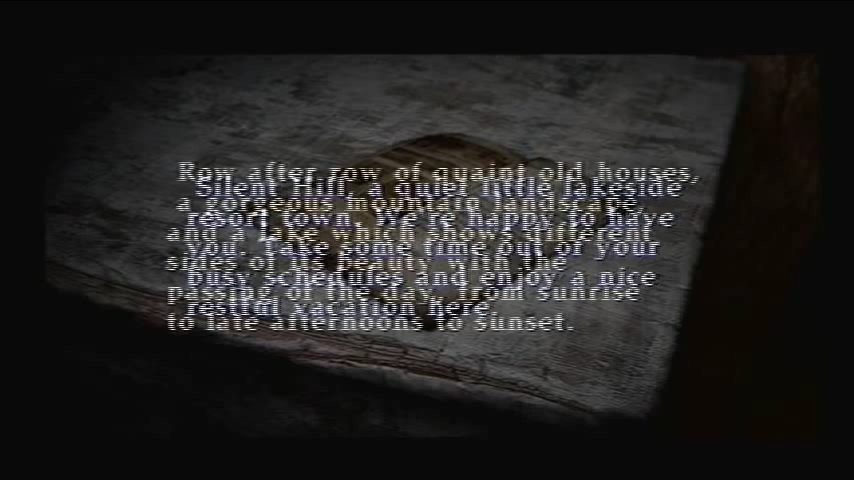 Row after row of quaint old houses,
Silent Hill, a quiet little lakeside
a gorgeous mountain landscape,
resort town. We're happy to have
and a lake which shows different
you. Take some time out of your
sides of its beauty with the
busy schedules and enjoy a nice
passing of the day, from sunrise
restful vacation here.
to late afternoons to sunset.